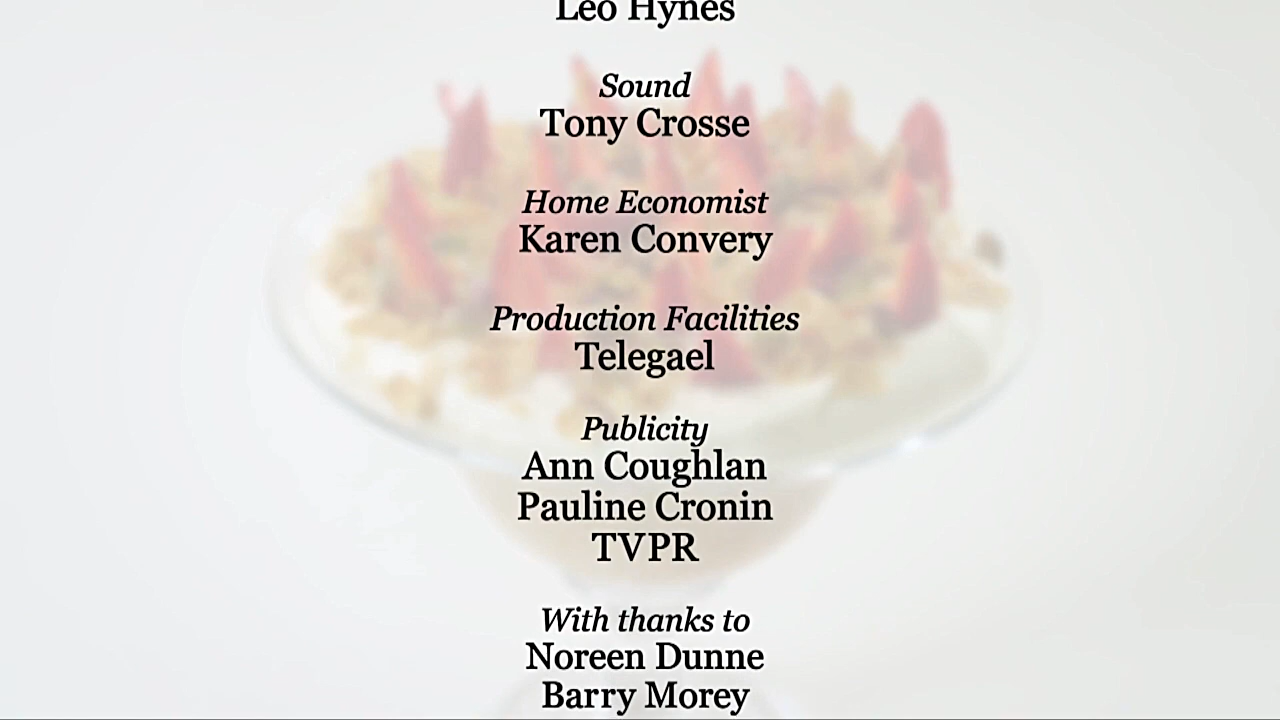 Leo Hynes
Sound
Tony Crosse
Home Economist
Karen Convery
Production Facilities
Telegael
Publicity
Ann Coughlan
Pauline Cronin
TVPR
With thanks to
Noreen Dunne
Barry Morey